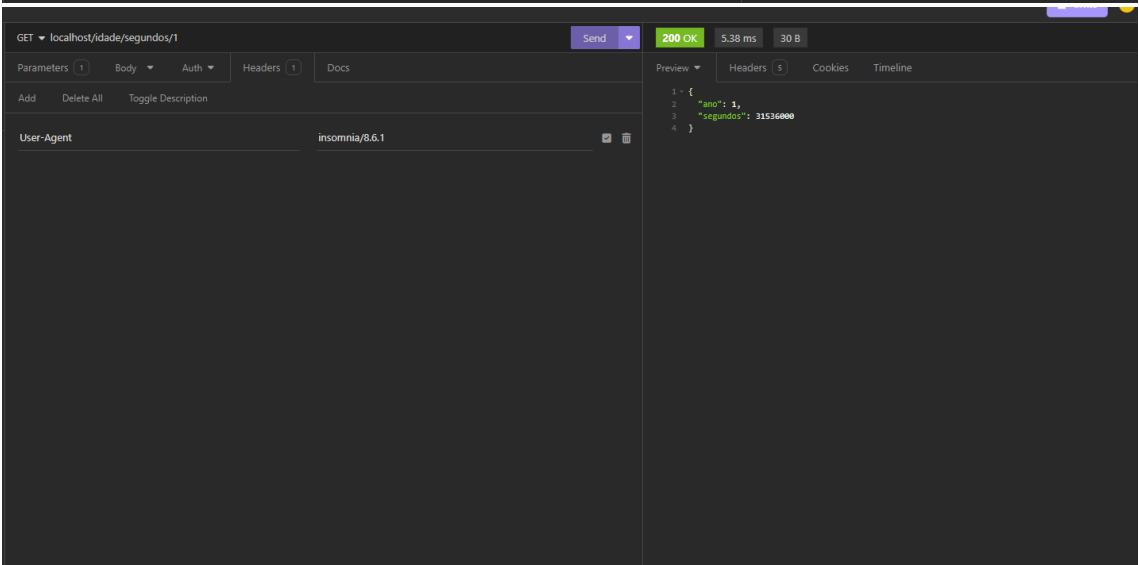 GET localhost/idade/segundos/1 Send 200 OK 5.38 ms 30 B
Parameters 1 Body Auth Headers 1 Docs Preview Headers 5 Cookies Timeline
Add Delete All Toggle Description
User-Agent insomnia/8.6.1
1 {
2 "ano": 1,
3 "segundos": 31536000
4 }